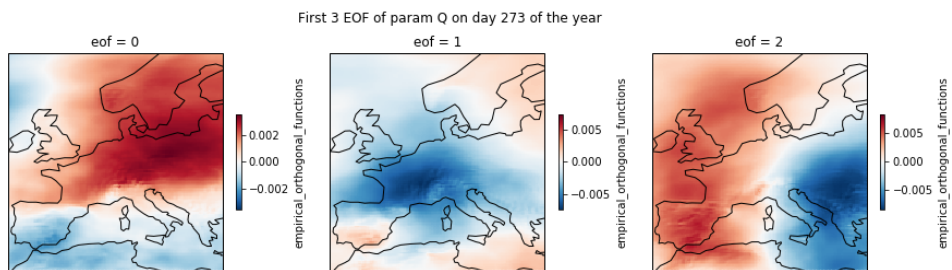 First 3 EOF of param Q on day 273 of the year
eof = 0
0.002
0.000
−0.002
empirical_orthogonal_functions
eof = 1
0.005
0.000
−0.005
empirical_orthogonal_functions
eof = 2
0.005
0.000
−0.005
empirical_orthogonal_functions